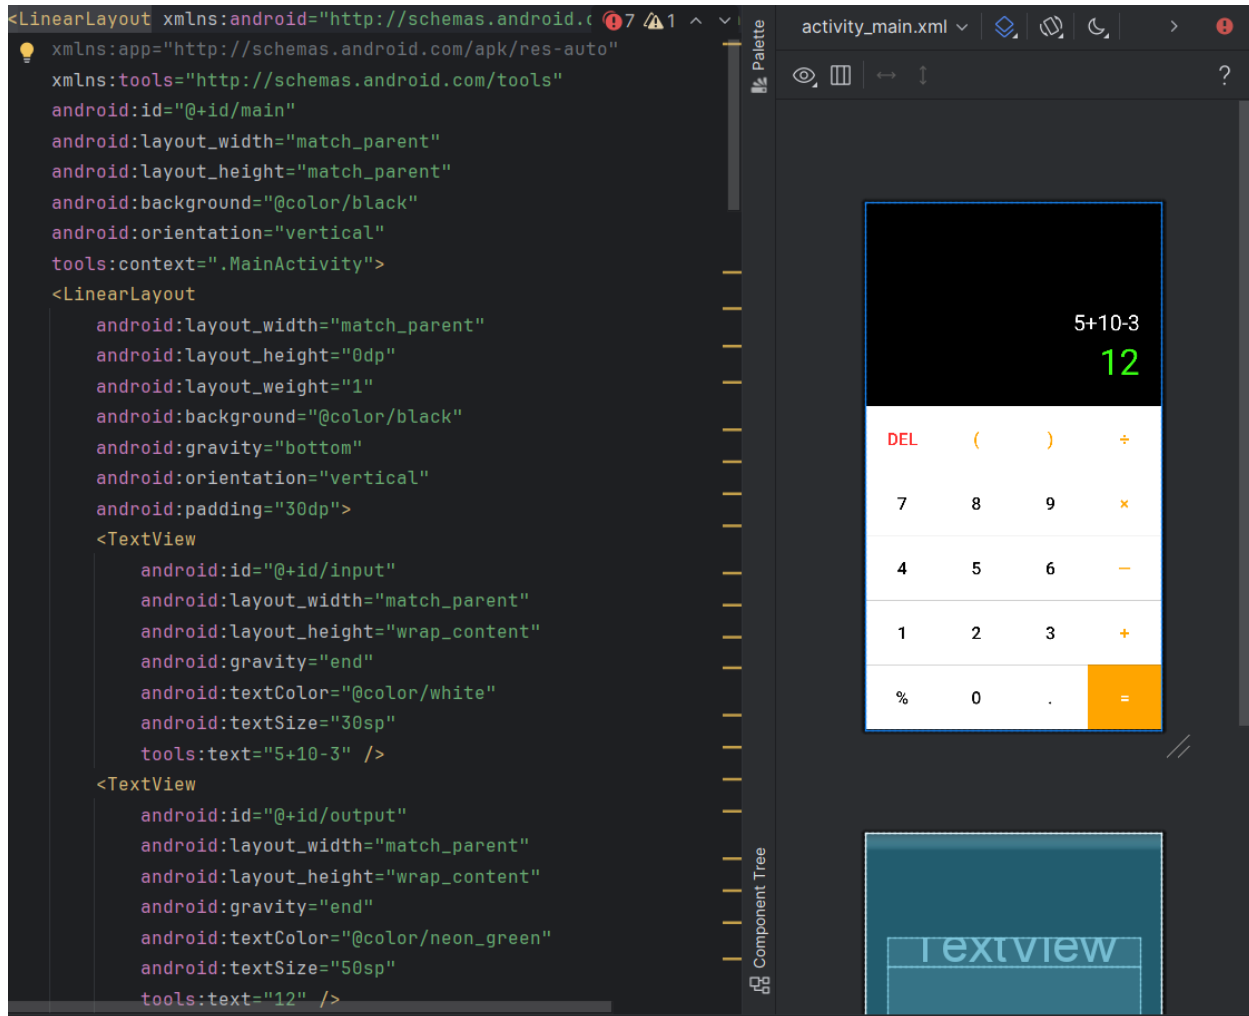 <LinearLayout xmlns:android="http://schemas.android.c 7 1
xmlns:app="http://schemas.android.com/apk/res-auto"
xmlns:tools="http://schemas.android.com/tools"
android:id="@+id/main"
android:layout_width="match_parent"
android:layout_height="match_parent"
android:background="@color/black"
android:orientation="vertical"
tools:context=".MainActivity">
<LinearLayout
android:layout_width="match_parent"
android:layout_height="0dp"
android:layout_weight="1"
android:background="@color/black"
android:gravity="bottom"
android:orientation="vertical"
android:padding="30dp">
<TextView
android:id="@+id/input"
android:layout_width="match_parent"
android:layout_height="wrap_content"
android:gravity="end"
android:textColor="@color/white"
android:textSize="30sp"
tools:text="5+10-3" />
<TextView
android:id="@+id/output"
android:layout_width="match_parent"
android:layout_height="wrap_content"
android:gravity="end"
android:textColor="@color/neon_green"
android:textSize="50sp"
tools:text="12" />
Palette
Component Tree
activity_main.xml
?
5+10-3
12
DEL ( ) ÷
7 8 9 ×
4 5 6 –
1 2 3 +
% 0 . =
TextView